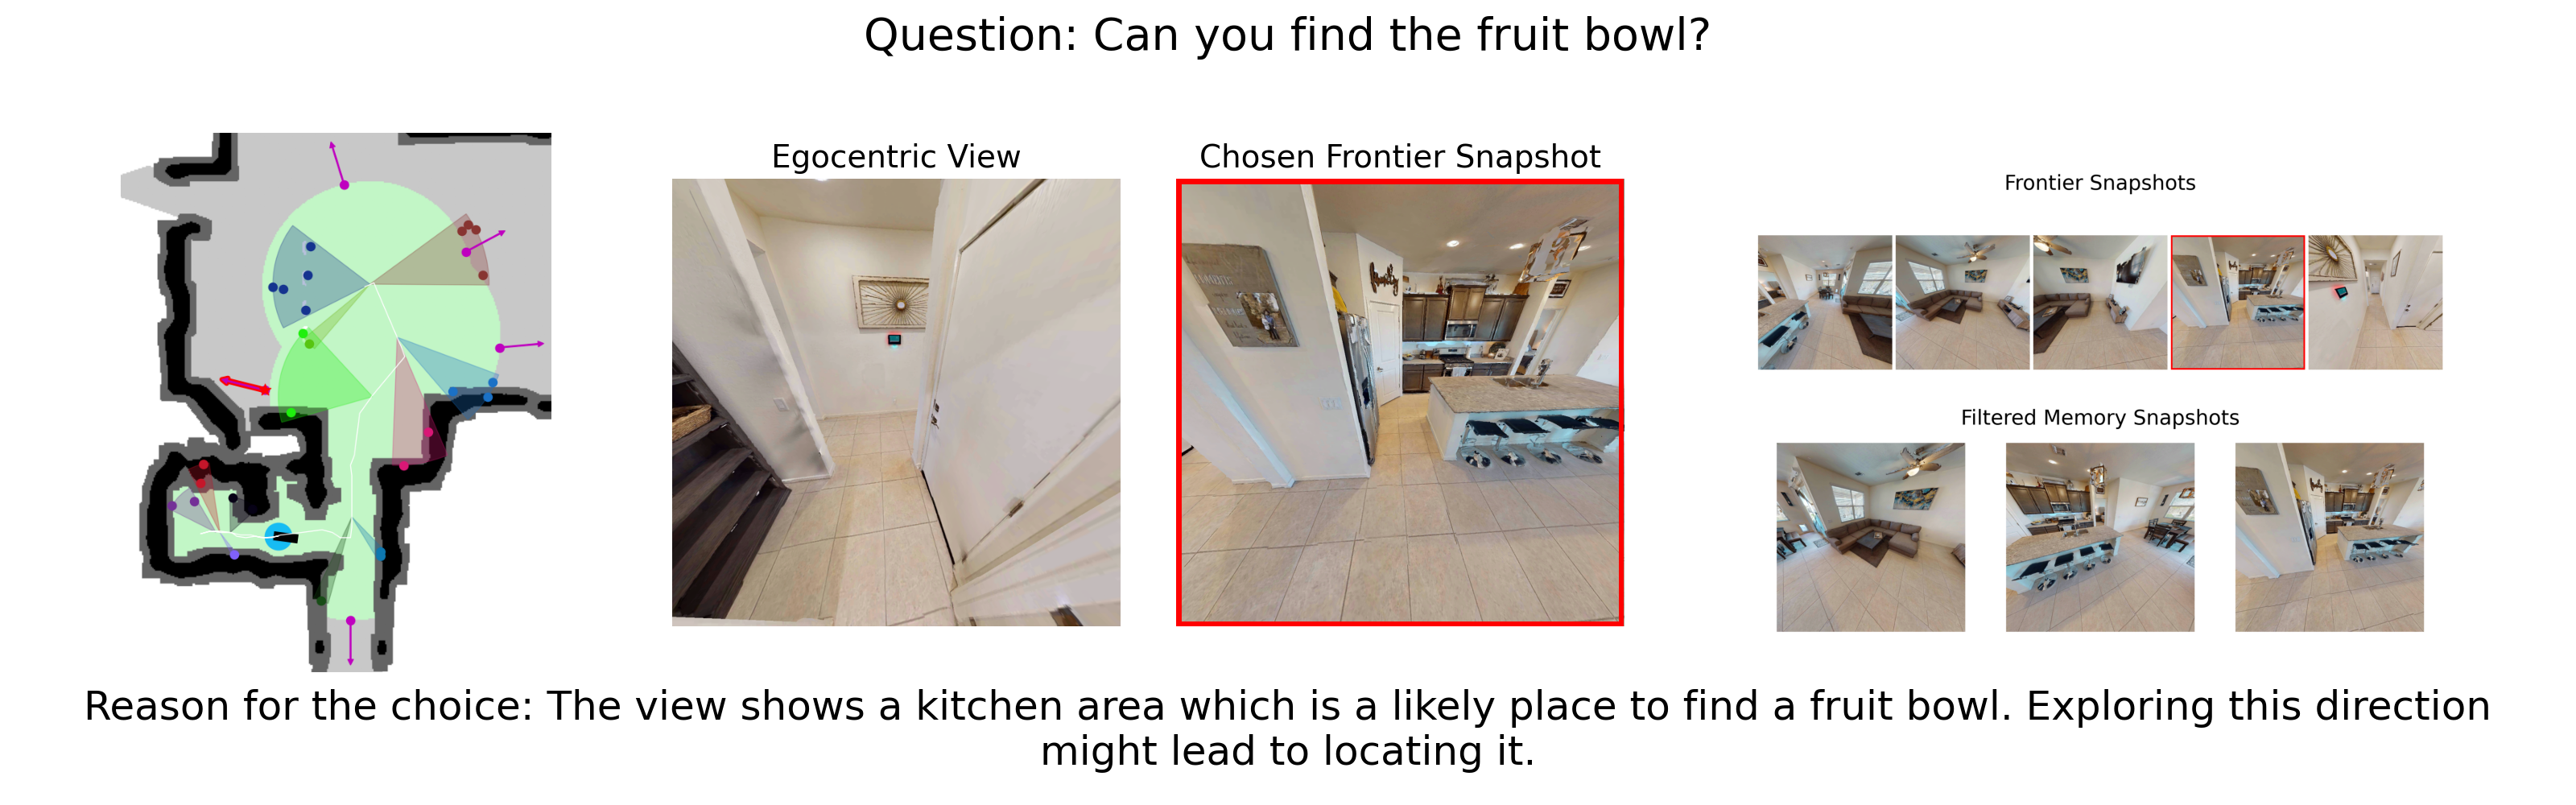 Question: Can you find the fruit bowl?
Egocentric View
Chosen Frontier Snapshot
Frontier Snapshots
Filtered Memory Snapshots
Reason for the choice: The view shows a kitchen area which is a likely place to find a fruit bowl. Exploring this direction
might lead to locating it.